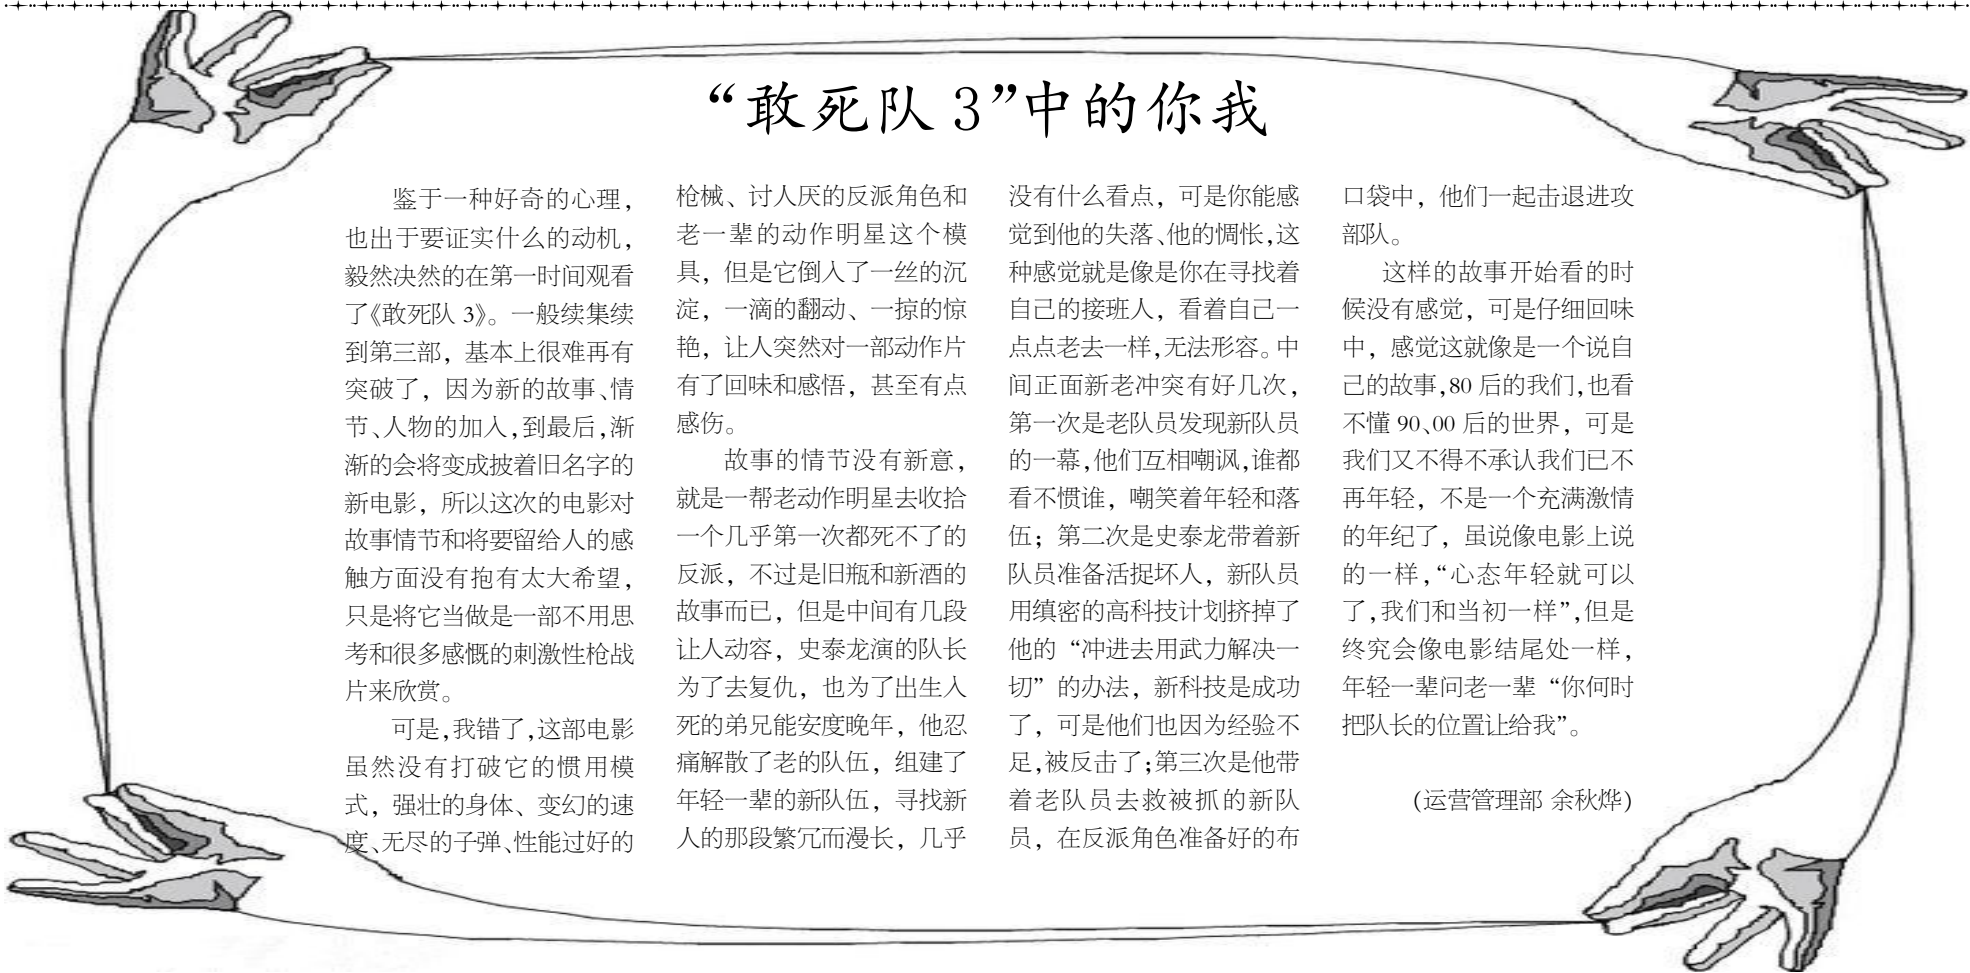 “敢死队 3”中的你我
鉴于一种好奇的心理，
也出于要证实什么的动机，
毅然决然的在第一时间观看
了《敢死队 3》。一般续集续
到第三部，基本上很难再有
突破了，因为新的故事、情
节、人物的加入，到最后，渐
渐的会将变成披着旧名字的
新电影，所以这次的电影对
故事情节和将要留给人的感
触方面没有抱有太大希望，
只是将它当做是一部不用思
考和很多感慨的刺激性枪战
片来欣赏。
可是，我错了，这部电影
虽然没有打破它的惯用模
式，强壮的身体、变幻的速
度、无尽的子弹、性能过好的
枪械、讨人厌的反派角色和
老一辈的动作明星这个模
具，但是它倒入了一丝的沉
淀，一滴的翻动、一掠的惊
艳，让人突然对一部动作片
有了回味和感悟，甚至有点
感伤。
故事的情节没有新意，
就是一帮老动作明星去收拾
一个几乎第一次都死不了的
反派，不过是旧瓶和新酒的
故事而已，但是中间有几段
让人动容，史泰龙演的队长
为了去复仇，也为了出生入
死的弟兄能安度晚年，他忍
痛解散了老的队伍，组建了
年轻一辈的新队伍，寻找新
人的那段繁冗而漫长，几乎
没有什么看点，可是你能感
觉到他的失落、他的惆怅，这
种感觉就是像是你在寻找着
自己的接班人，看着自己一
点点老去一样，无法形容。中
间正面新老冲突有好几次，
第一次是老队员发现新队员
的一幕，他们互相嘲讽，谁都
看不惯谁，嘲笑着年轻和落
伍；第二次是史泰龙带着新
队员准备活捉坏人，新队员
用缜密的高科技计划挤掉了
他的“冲进去用武力解决一
切”的办法，新科技是成功
了，可是他们也因为经验不
足，被反击了；第三次是他带
着老队员去救被抓的新队
员，在反派角色准备好的布
口袋中，他们一起击退进攻
部队。
这样的故事开始看的时
候没有感觉，可是仔细回味
中，感觉这就像是一个说自
己的故事，80 后的我们，也看
不懂 90、00 后的世界，可是
我们又不得不承认我们已不
再年轻，不是一个充满激情
的年纪了，虽说像电影上说
的一样，“心态年轻就可以
了，我们和当初一样”，但是
终究会像电影结尾处一样，
年轻一辈问老一辈“你何时
把队长的位置让给我”。
（运营管理部 余秋烨）